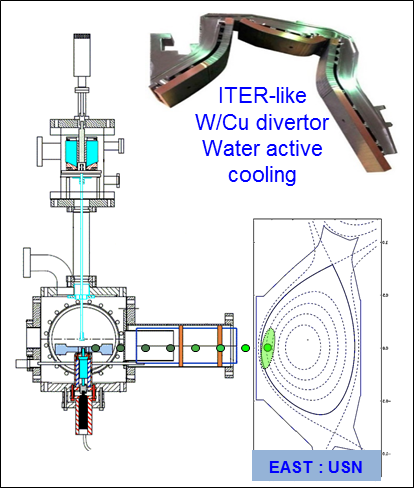 ITER-like
W/Cu divertor
Water active
cooling
EAST : USN